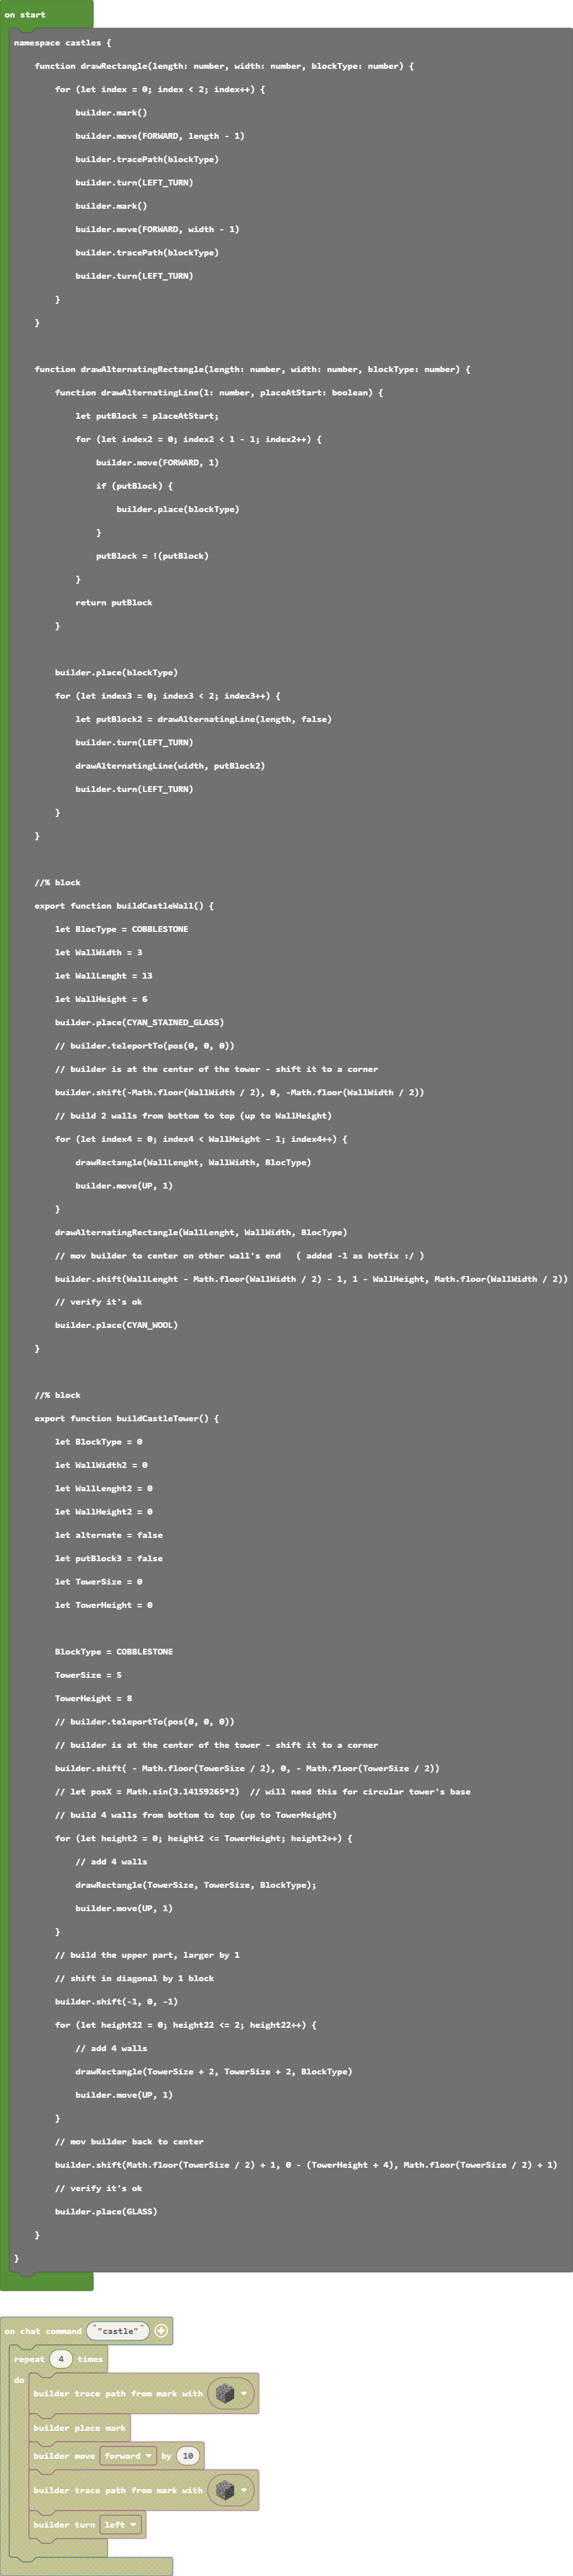 on start
namespace castles {
function drawRectangle(length: number, width: number, blockType: number) {
for (let index = 0; index < 2; index++) {
builder.mark()
builder.move(FORWARD, length - 1)
builder.tracePath(blockType)
builder.turn(LEFT_TURN)
builder.mark()
builder.move(FORWARD, width - 1)
builder.tracePath(blockType)
builder.turn(LEFT_TURN)
}
}
function drawAlternatingRectangle(length: number, width: number, blockType: number) {
function drawAlternatingLine(l: number, placeAtStart: boolean) {
let putBlock = placeAtStart;
for (let index2 = 0; index2 < l - 1; index2++) {
builder.move(FORWARD, 1)
if (putBlock) {
builder.place(blockType)
}
putBlock = !(putBlock)
}
return putBlock
}
builder.place(blockType)
for (let index3 = 0; index3 < 2; index3++) {
let putBlock2 = drawAlternatingLine(length, false)
builder.turn(LEFT_TURN)
drawAlternatingLine(width, putBlock2)
builder.turn(LEFT_TURN)
}
}
//% block
export function buildCastleWall() {
let BlocType = COBBLESTONE
let WallWidth = 3
let WallLenght = 13
let WallHeight = 6
builder.place(CYAN_STAINED_GLASS)
// builder.teleportTo(pos(0, 0, 0))
// builder is at the center of the tower - shift it to a corner
builder.shift(-Math.floor(WallWidth / 2), 0, -Math.floor(WallWidth / 2))
// build 2 walls from bottom to top (up to WallHeight)
for (let index4 = 0; index4 < WallHeight - 1; index4++) {
drawRectangle(WallLenght, WallWidth, BlocType)
builder.move(UP, 1)
}
drawAlternatingRectangle(WallLenght, WallWidth, BlocType)
// mov builder to center on other wall's end   ( added -1 as hotfix :/ )
builder.shift(WallLenght - Math.floor(WallWidth / 2) - 1, 1 - WallHeight, Math.floor(WallWidth / 2))
// verify it's ok
builder.place(CYAN_WOOL)
}
//% block
export function buildCastleTower() {
let BlockType = 0
let WallWidth2 = 0
let WallLenght2 = 0
let WallHeight2 = 0
let alternate = false
let putBlock3 = false
let TowerSize = 0
let TowerHeight = 0
BlockType = COBBLESTONE
TowerSize = 5
TowerHeight = 8
// builder.teleportTo(pos(0, 0, 0))
// builder is at the center of the tower - shift it to a corner
builder.shift( - Math.floor(TowerSize / 2), 0, - Math.floor(TowerSize / 2))
// let posX = Math.sin(3.14159265*2)  // will need this for circular tower's base
// build 4 walls from bottom to top (up to TowerHeight)
for (let height2 = 0; height2 <= TowerHeight; height2++) {
// add 4 walls
drawRectangle(TowerSize, TowerSize, BlockType);
builder.move(UP, 1)
}
// build the upper part, larger by 1
// shift in diagonal by 1 block
builder.shift(-1, 0, -1)
for (let height22 = 0; height22 <= 2; height22++) {
// add 4 walls
drawRectangle(TowerSize + 2, TowerSize + 2, BlockType)
builder.move(UP, 1)
}
// mov builder back to center
builder.shift(Math.floor(TowerSize / 2) + 1, 0 - (TowerHeight + 4), Math.floor(TowerSize / 2) + 1)
// verify it's ok
builder.place(GLASS)
}
}
on chat command ""castle""
repeat 4 times
do
builder trace path from mark with
builder place mark
builder move forward by 10
builder trace path from mark with
builder turn left